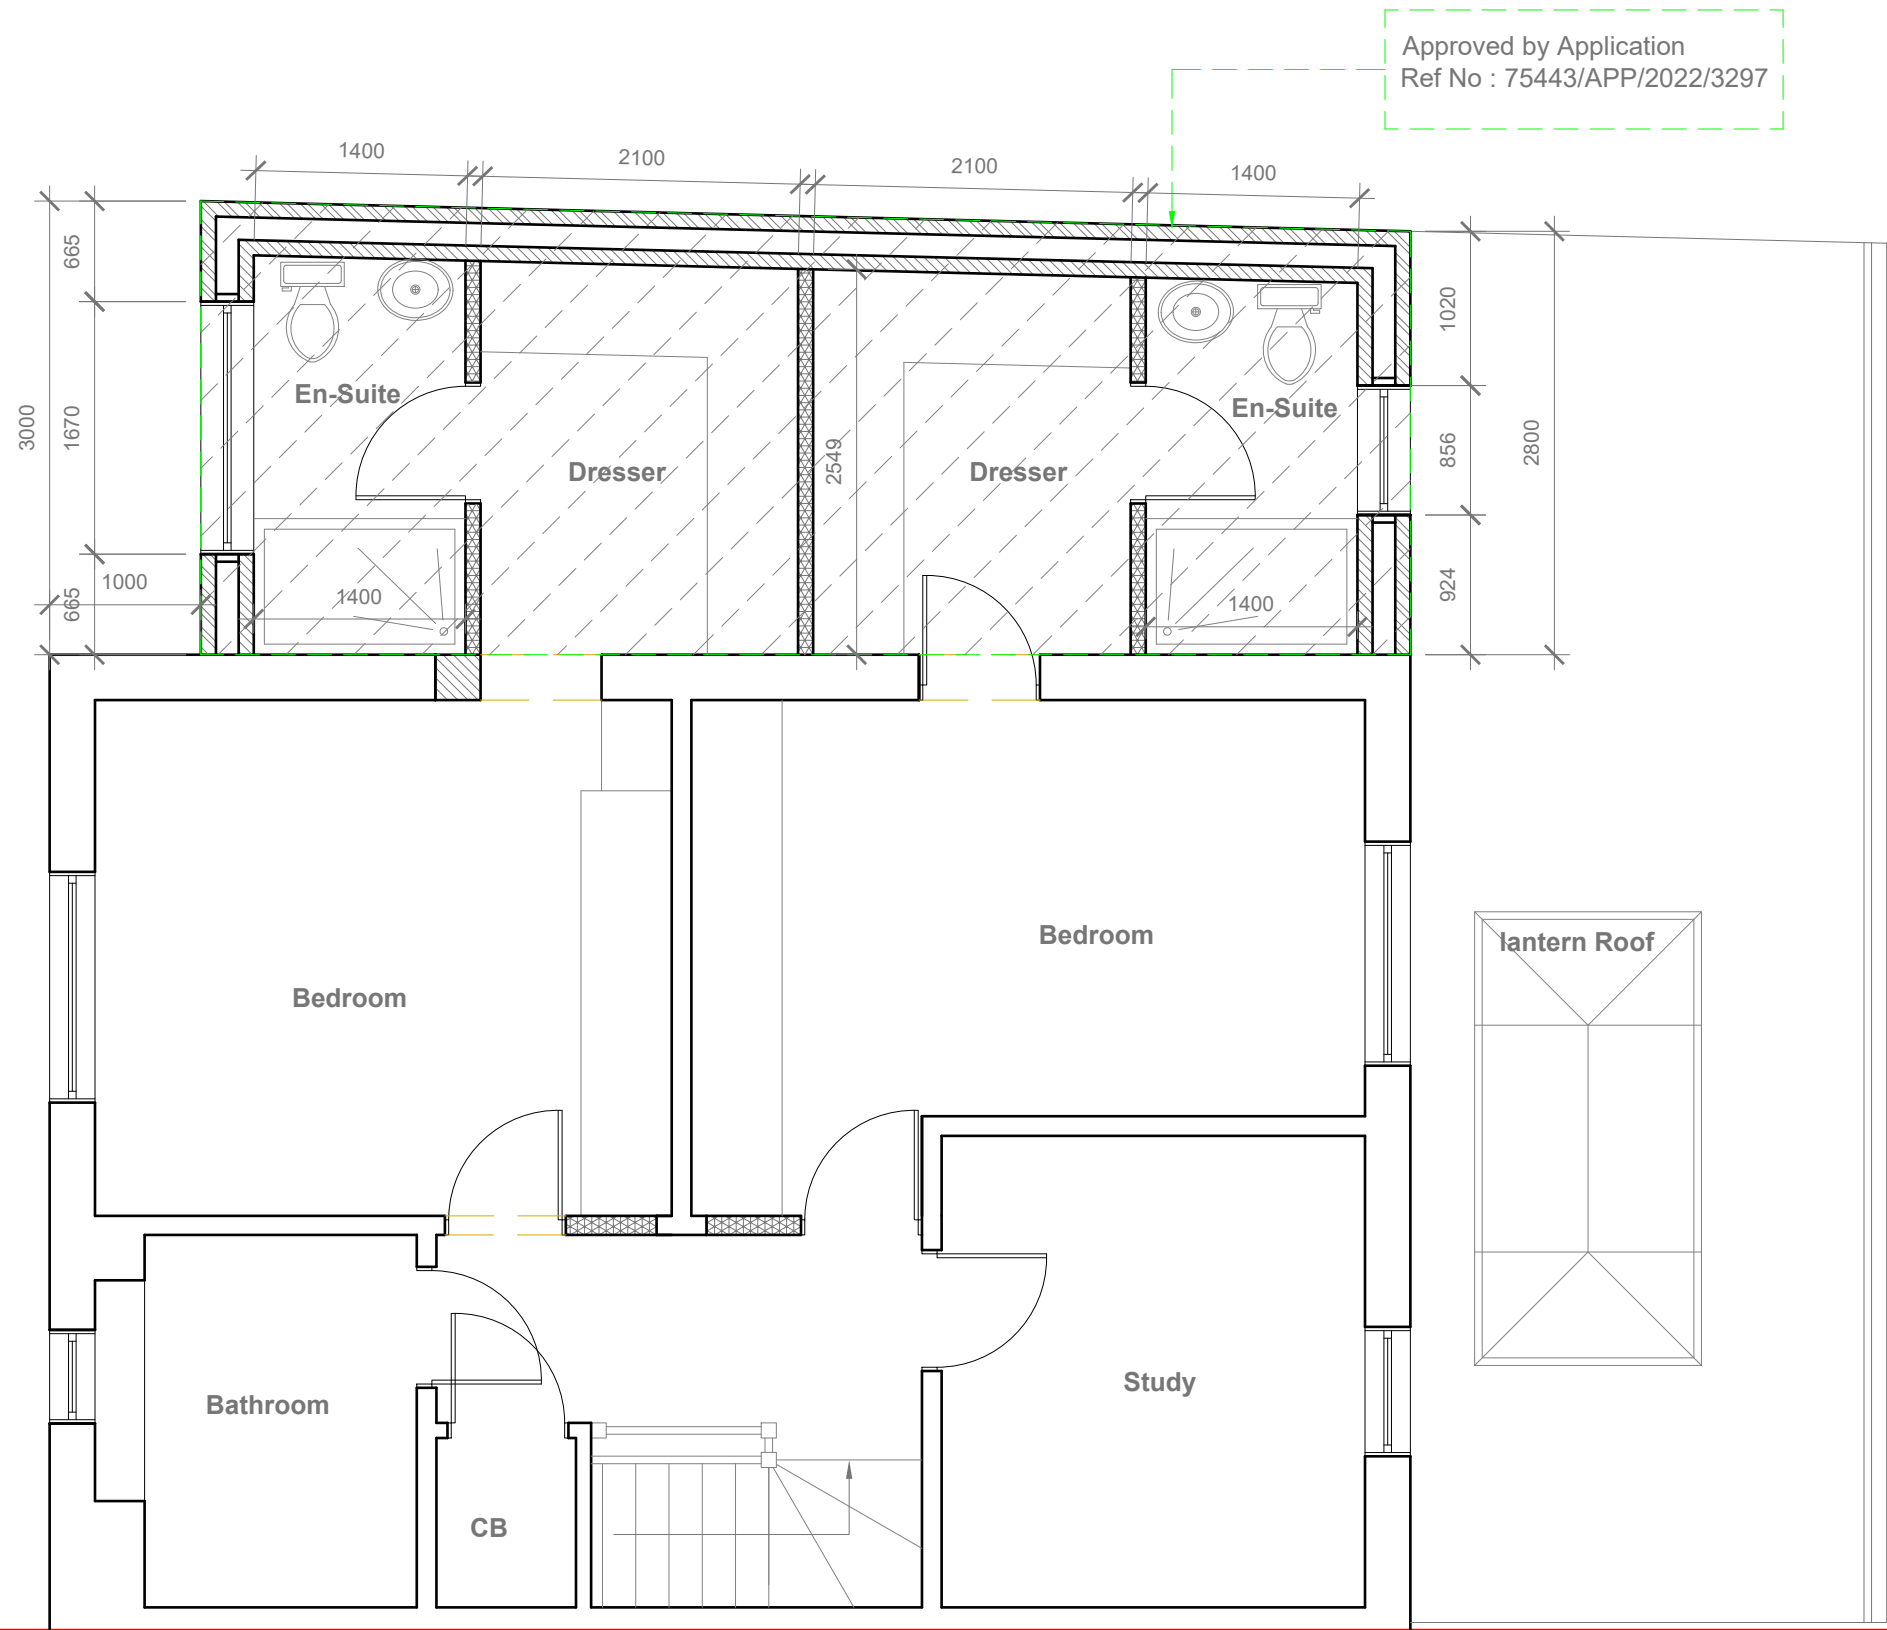 Approved by Application
Ref No : 75443/APP/2022/3297
1400
2100
2100
1400
665
1670
665
3000
1000
1020
856
924
2800
2549
En-Suite
En-Suite
Dresser
Dresser
1400
1400
Bedroom
lantern Roof
Bedroom
Study
Bathroom
CB